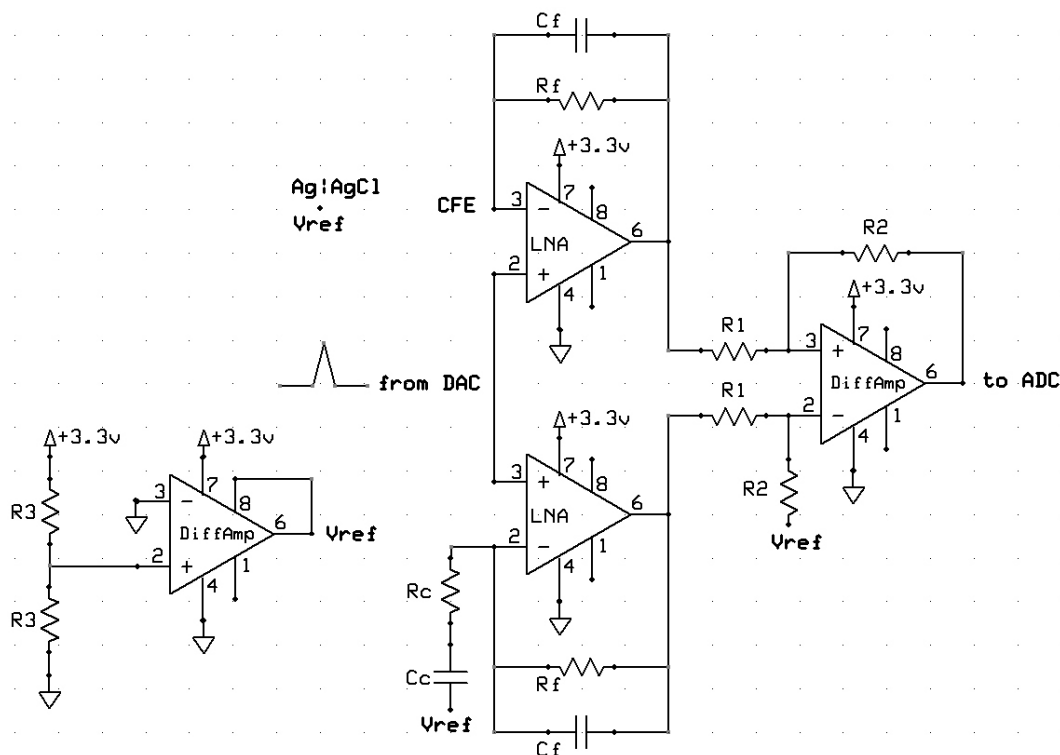 Cf
Rf
+3.3v
Ag|AgCl
Vref
CFE
3
−
7
8
LNA
6
2
+
1
4
R2
+3.3v
R1
3
+
7
8
DiffAmp
6
to ADC
R1
2
−
1
4
R2
Vref
from DAC
+3.3v
+3.3v
R3
3
−
7
8
DiffAmp
6
Vref
2
+
1
4
R3
+3.3v
3
+
7
8
LNA
6
2
−
1
4
Rc
Cc
Vref
Rf
Cf